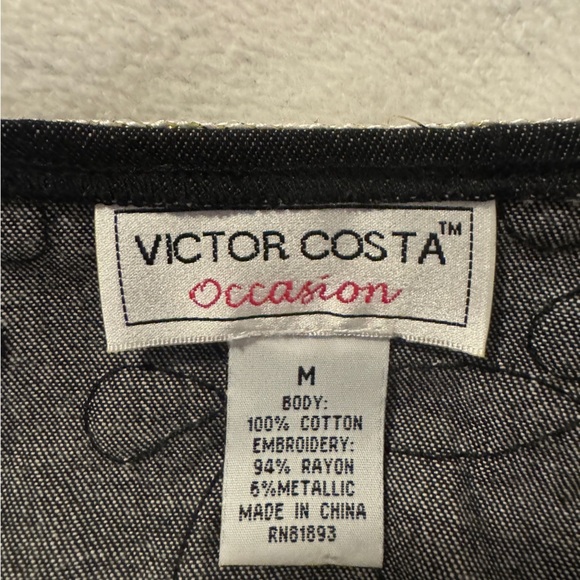 VICTOR COSTA™
Occasion
M
BODY:
100% COTTON
EMBROIDERY:
94% RAYON
6%METALLIC
MADE IN CHINA
RN81893